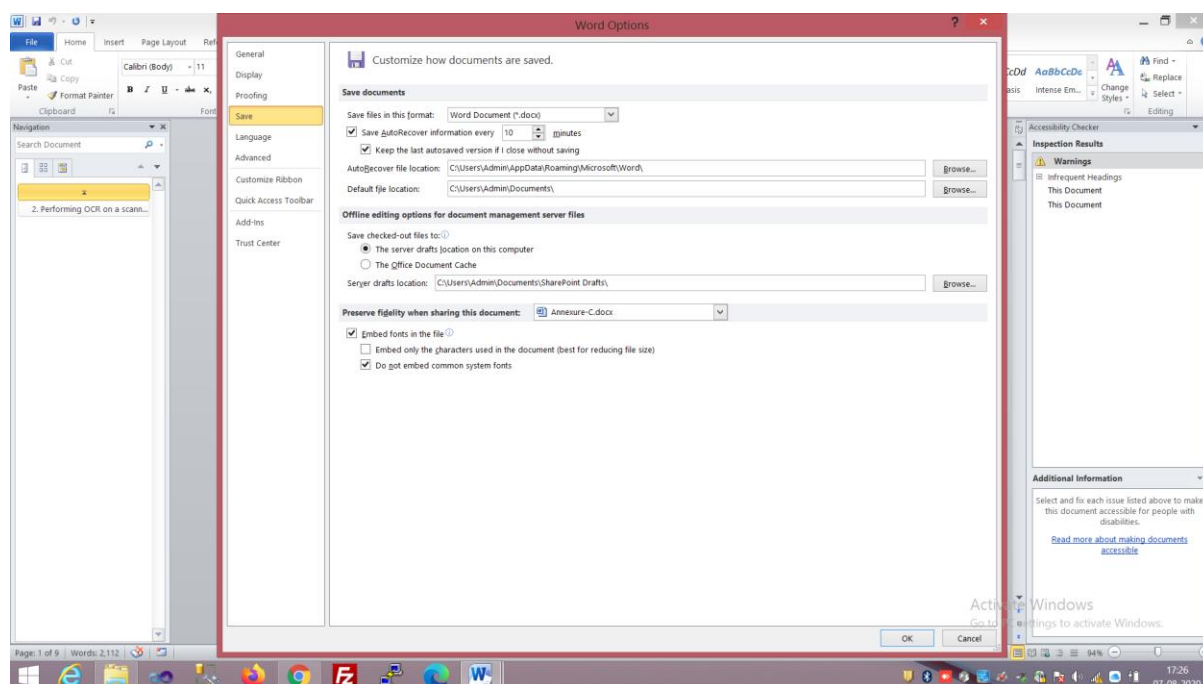 Word Options
File Home Insert Page Layout Ref
Cut
Copy
Paste
Format Painter
Clipboard
Calibri (Body) 11
B I U abc x,
Font
AaBbCcDc
Intense Em...
Change Styles
Find
Replace
Select
Editing
Navigation
Search Document
2. Performing OCR on a scann...
General
Display
Proofing
Save
Language
Advanced
Customize Ribbon
Quick Access Toolbar
Add-Ins
Trust Center
Customize how documents are saved.
Save documents
Save files in this format: Word Document (*.docx)
Save AutoRecover information every 10 minutes
Keep the last autosaved version if I close without saving
AutoRecover file location: C:\Users\Admin\AppData\Roaming\Microsoft\Word\ Browse...
Default file location: C:\Users\Admin\Documents\ Browse...
Offline editing options for document management server files
Save checked-out files to:
The server drafts location on this computer
The Office Document Cache
Server drafts location: C:\Users\Admin\Documents\SharePoint Drafts\ Browse...
Preserve fidelity when sharing this document: Annexure-C.docx
Embed fonts in the file
Embed only the characters used in the document (best for reducing file size)
Do not embed common system fonts
OK Cancel
Accessibility Checker
Inspection Results
Warnings
Infrequent Headings
This Document
This Document
Additional Information
Select and fix each issue listed above to make
this document accessible for people with
disabilities.
Read more about making documents
accessible
Activate Windows
Go to settings to activate Windows.
Page: 1 of 9 Words: 2,112
94%
17:26
07-08-2020